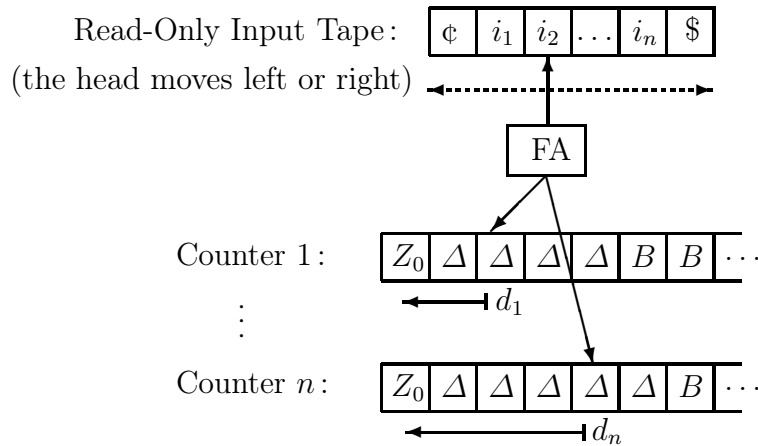 Read-Only Input Tape: ¢ i₁ i₂ … iₙ $
(the head moves left or right)
FA
Counter 1: Z₀ Δ Δ Δ Δ B B ⋯
d₁
⋮
Counter n: Z₀ Δ Δ Δ Δ Δ B ⋯
dₙ